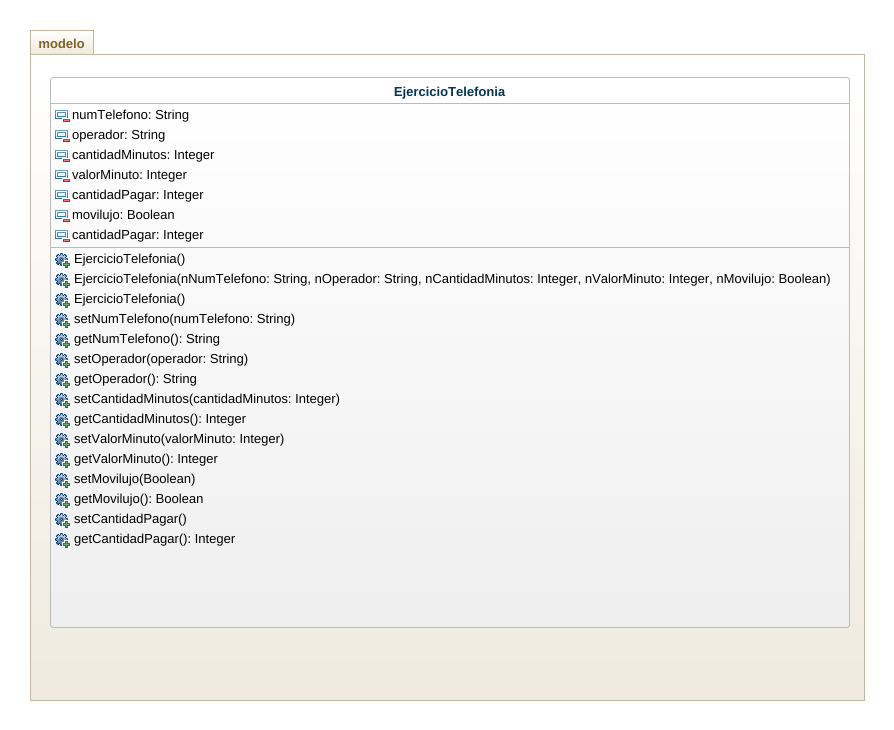 modelo
EjercicioTelefonia
numTelefono: String
operador: String
cantidadMinutos: Integer
valorMinuto: Integer
cantidadPagar: Integer
movilujo: Boolean
cantidadPagar: Integer
EjercicioTelefonia()
EjercicioTelefonia(nNumTelefono: String, nOperador: String, nCantidadMinutos: Integer, nValorMinuto: Integer, nMovilujo: Boolean)
EjercicioTelefonia()
setNumTelefono(numTelefono: String)
getNumTelefono(): String
setOperador(operador: String)
getOperador(): String
setCantidadMinutos(cantidadMinutos: Integer)
getCantidadMinutos(): Integer
setValorMinuto(valorMinuto: Integer)
getValorMinuto(): Integer
setMovilujo(Boolean)
getMovilujo(): Boolean
setCantidadPagar()
getCantidadPagar(): Integer